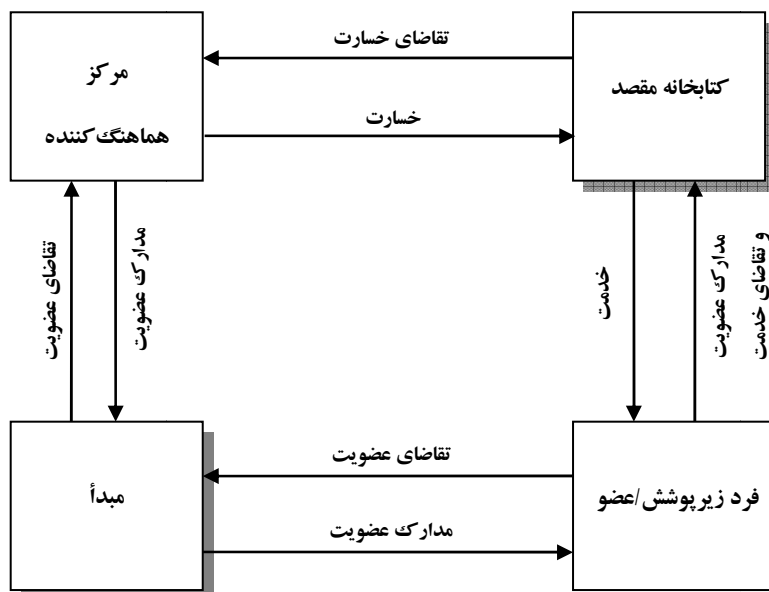 تقاضای خسارت
کتابخانه مقصد
مرکز
هماهنگ کننده
خسارت
و تقاضای خدمت
مدارک عضویت
خدمت
مدارک عضویت
تقاضای عضویت
تقاضای عضویت
فرد زیرپوشش/عضو
مبدأ
مدارک عضویت